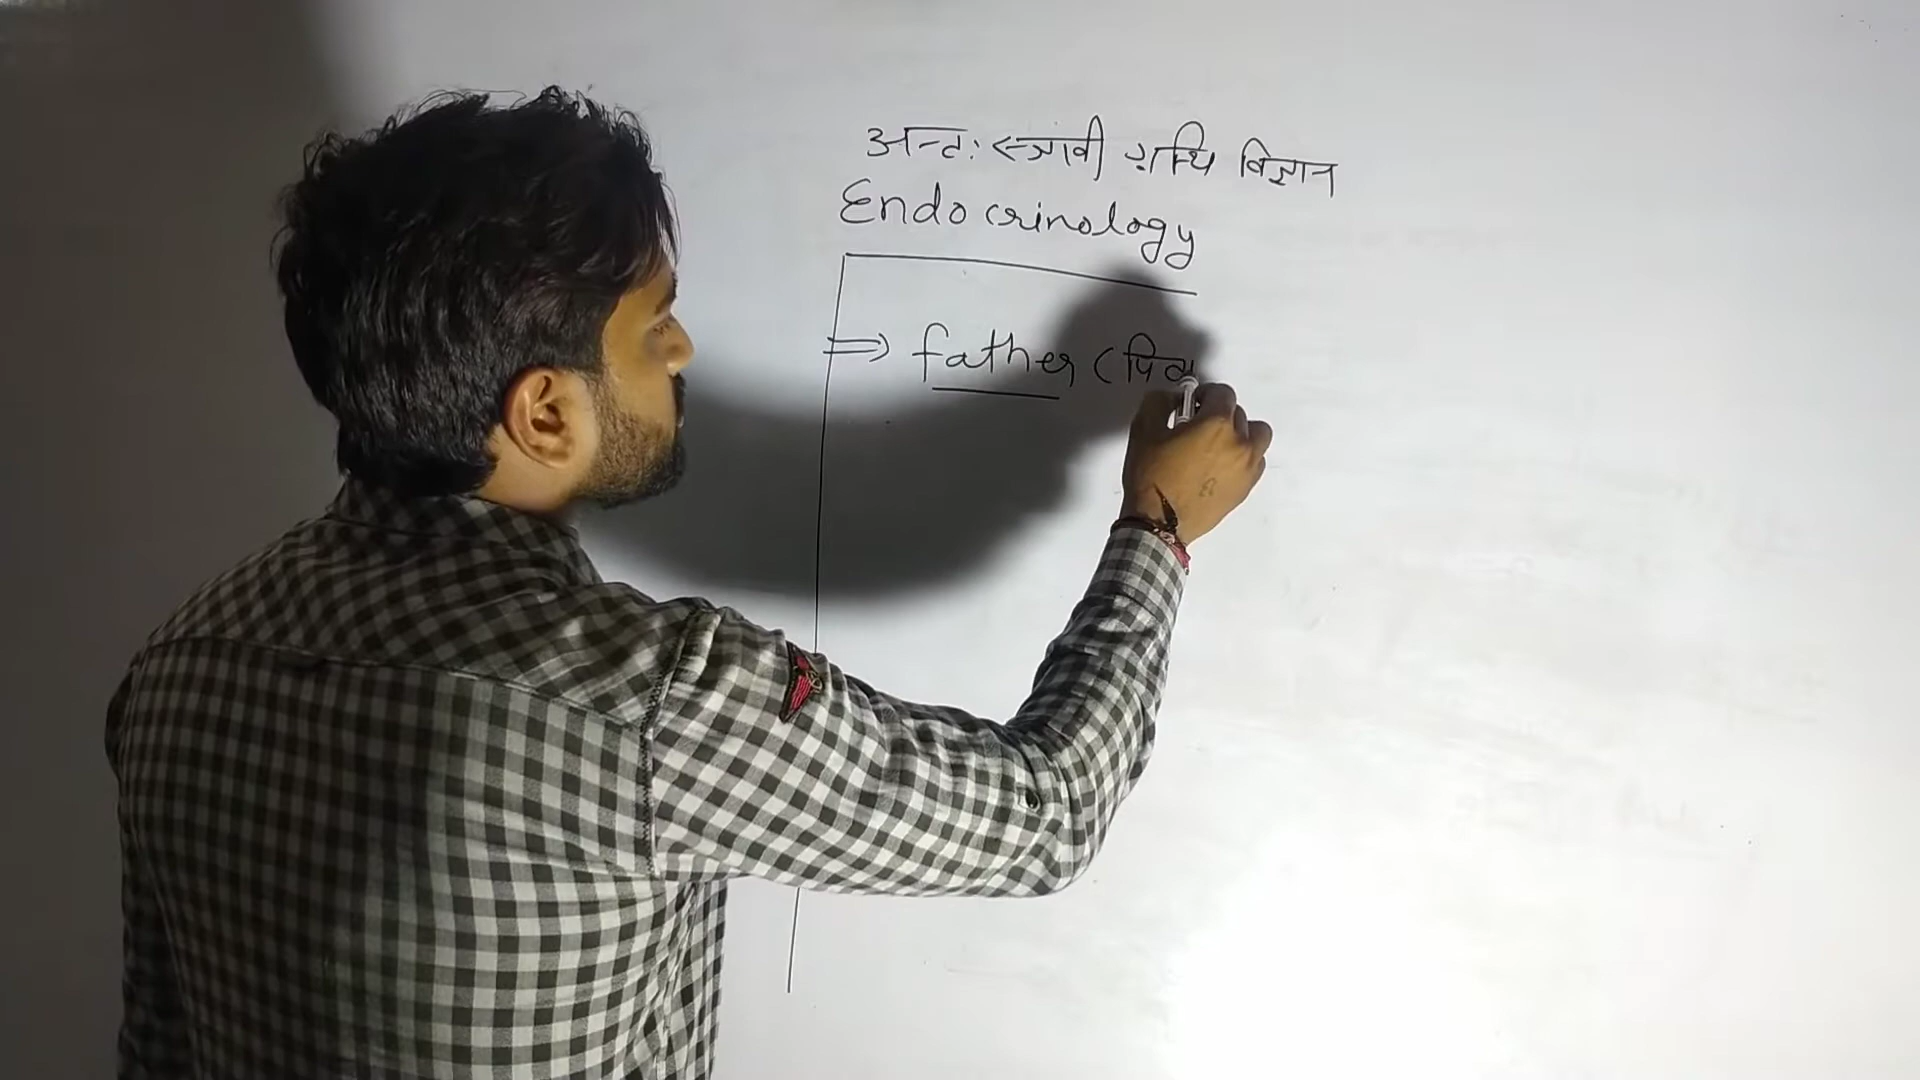 अन्त: स्त्रावी ग्रन्थि विज्ञान
Endocrinology
⇒ father (पित